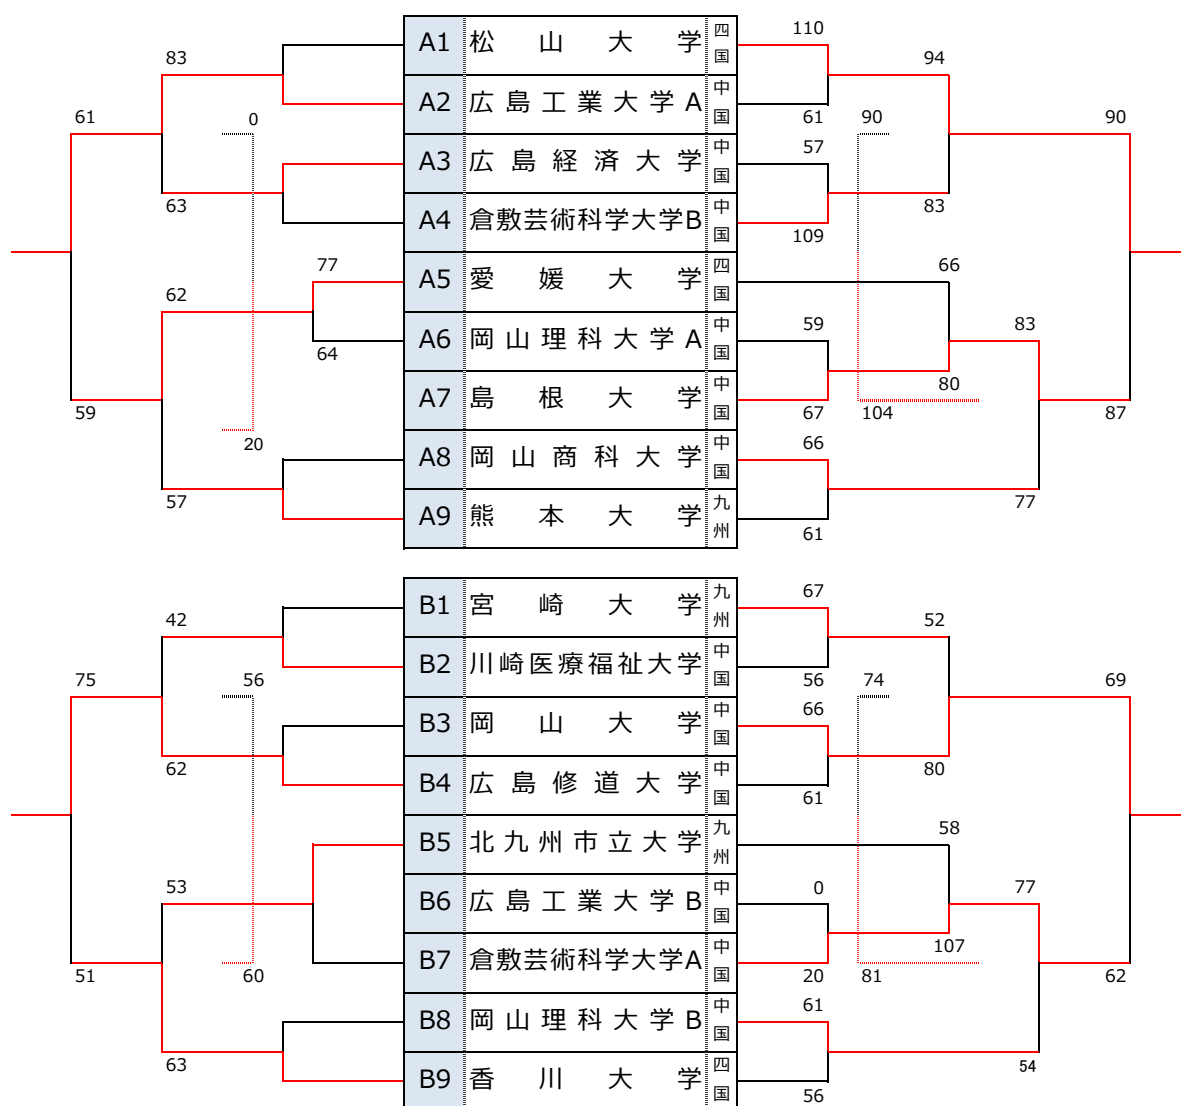 A1 松山大学 四国 110
83 94
A2 広島工業大学A 中国 61
61 0 90 90
A3 広島経済大学 中国 57
63 83
A4 倉敷芸術科学大学B 中国 109
77 A5 愛媛大学 四国 66
62 59 83
64 A6 岡山理科大学A 中国
80
59 A7 島根大学 中国 67 104 87
20 A8 岡山商科大学 中国 66
57 77
A9 熊本大学 九州 61
B1 宮崎大学 九州 67
42 52
B2 川崎医療福祉大学 中国 56
75 56 74 69
B3 岡山大学 中国 66
62 80
B4 広島修道大学 中国 61
B5 北九州市立大学 九州 58
53 B6 広島工業大学B 中国 0 77
107
51 60 B7 倉敷芸術科学大学A 中国 20 81 62
B8 岡山理科大学B 中国 61
63 54
B9 香川大学 四国 56